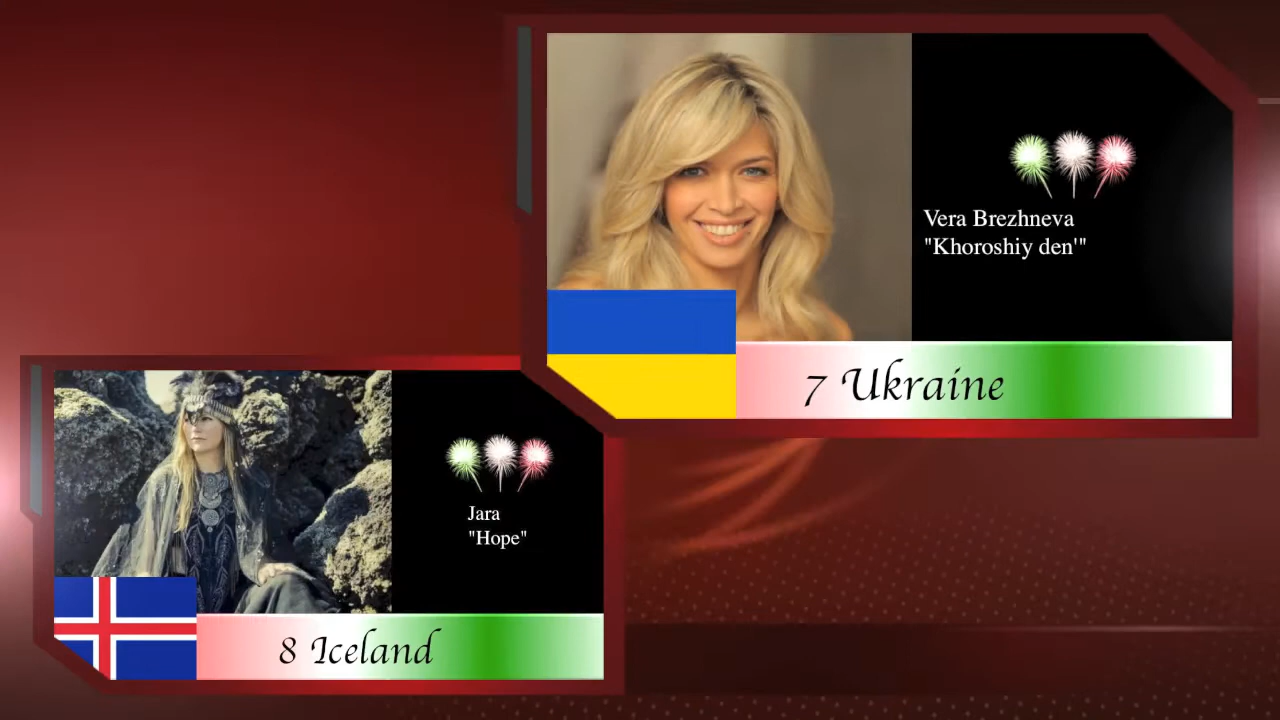 Vera Brezhneva
"Khoroshiy den'"
7 Ukraine
Jara
"Hope"
8 Iceland